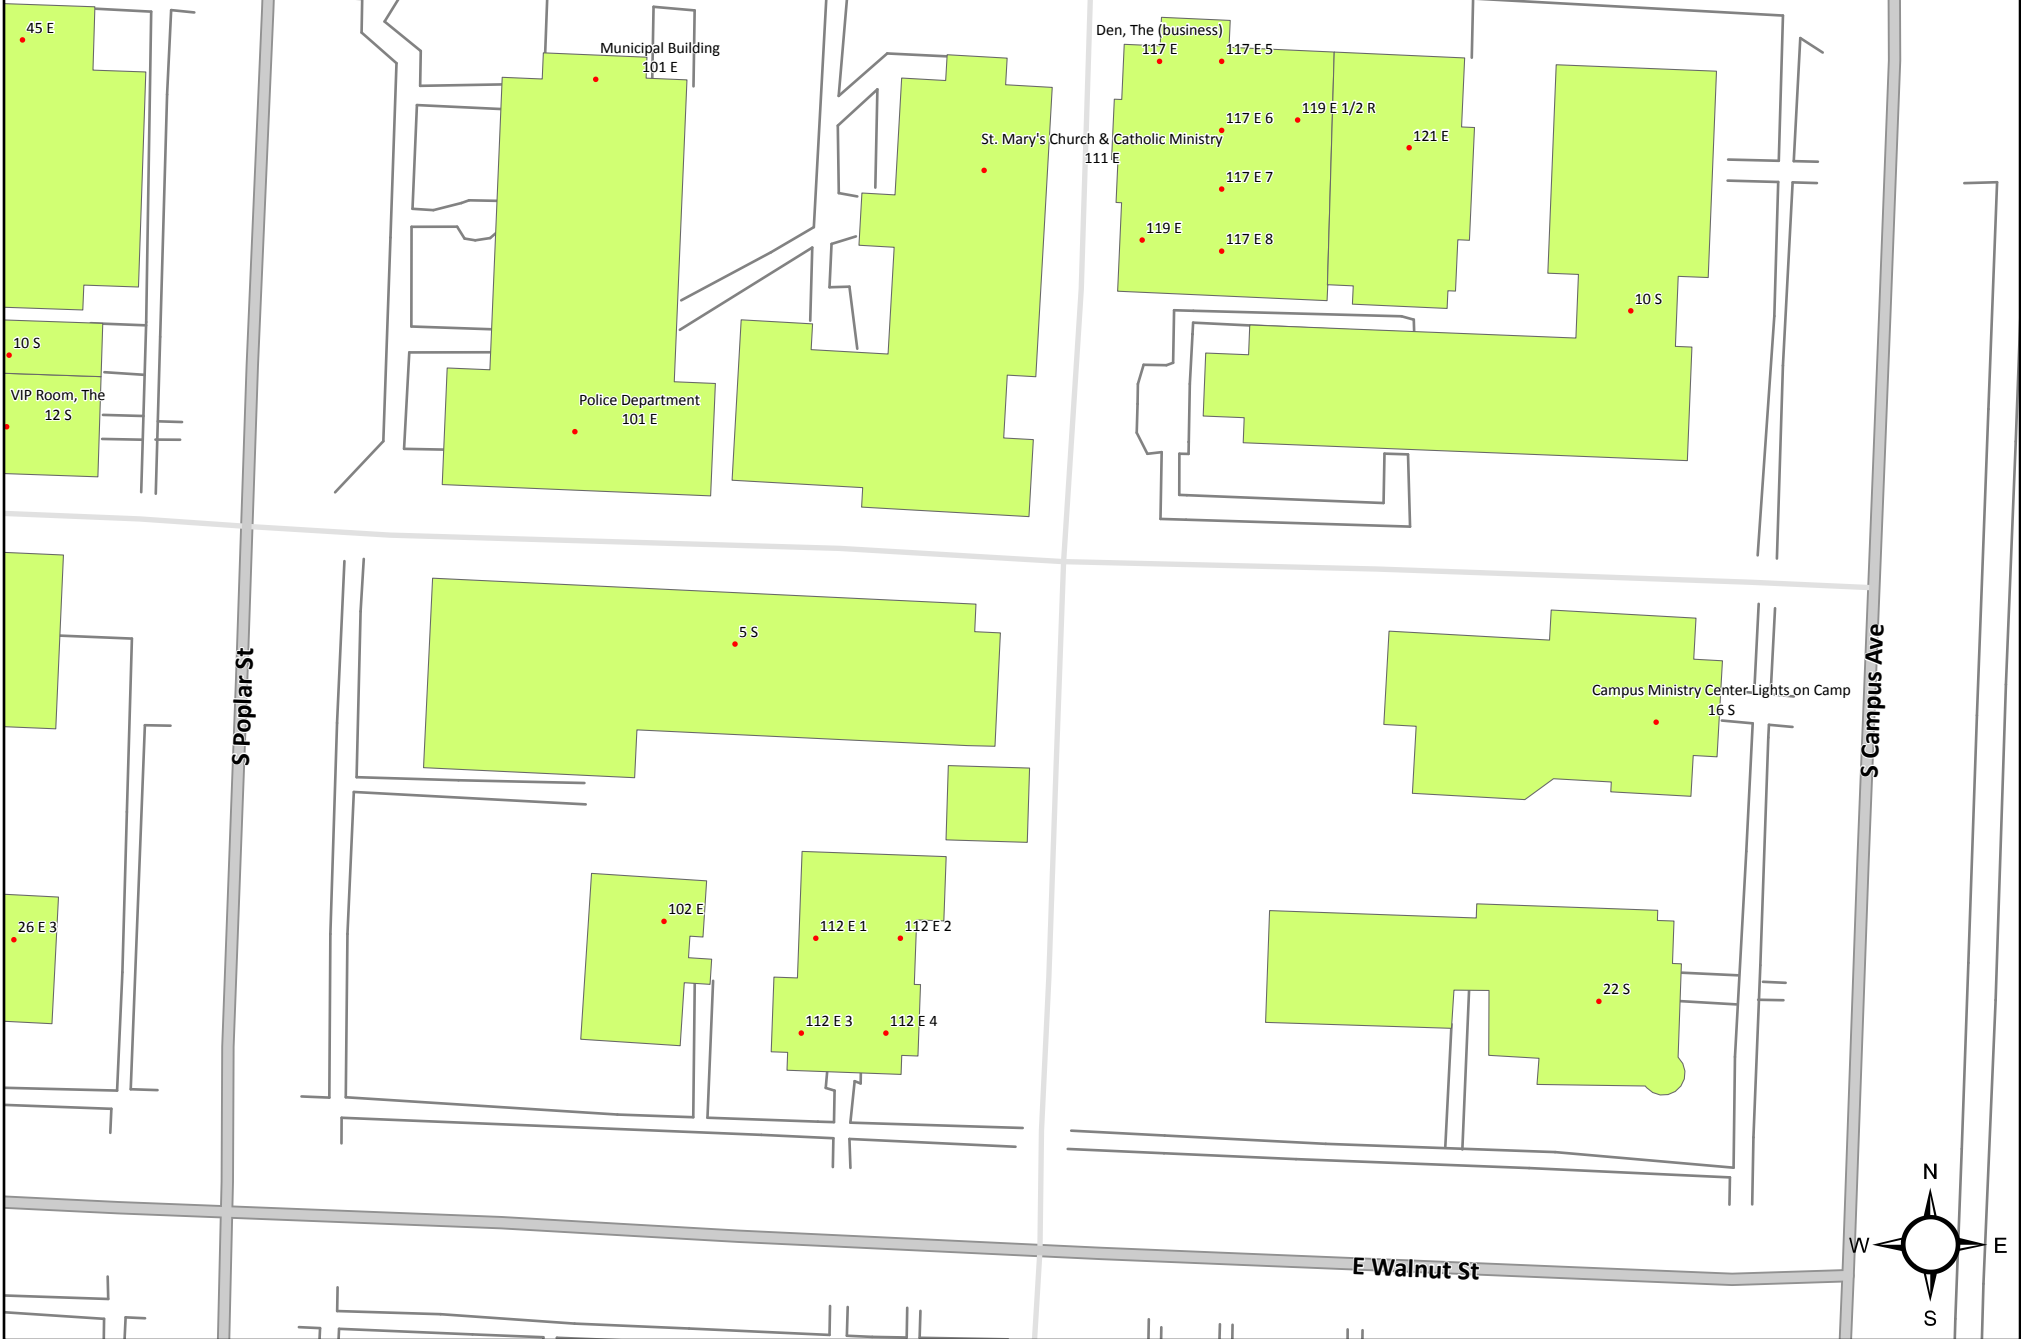 45 E
Municipal Building
101 E
Den, The (business)
117 E
117 E 5
119 E 1/2 R
117 E 6
121 E
St. Mary's Church & Catholic Ministry
111 E
117 E 7
119 E
117 E 8
10 S
10 S
VIP Room, The
12 S
Police Department
101 E
5 S
S Poplar St
S Campus Ave
Campus Ministry Center-Lights on Camp
16 S
102 E
112 E 1
112 E 2
26 E 3
22 S
112 E 3
112 E 4
E Walnut St
N
W
E
S